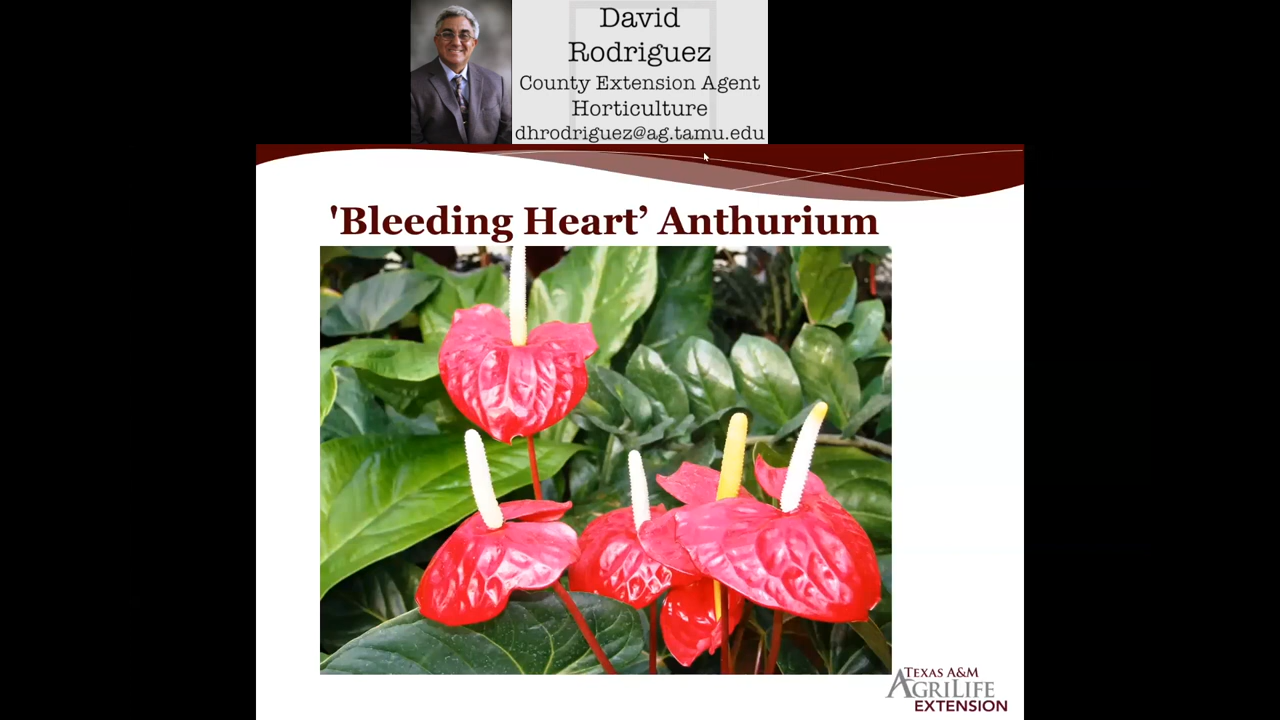 David
Rodriguez
County Extension Agent
Horticulture
dhrodriguez@ag.tamu.edu
'Bleeding Heart’ Anthurium
TEXAS A&M
AGRILIFE
EXTENSION